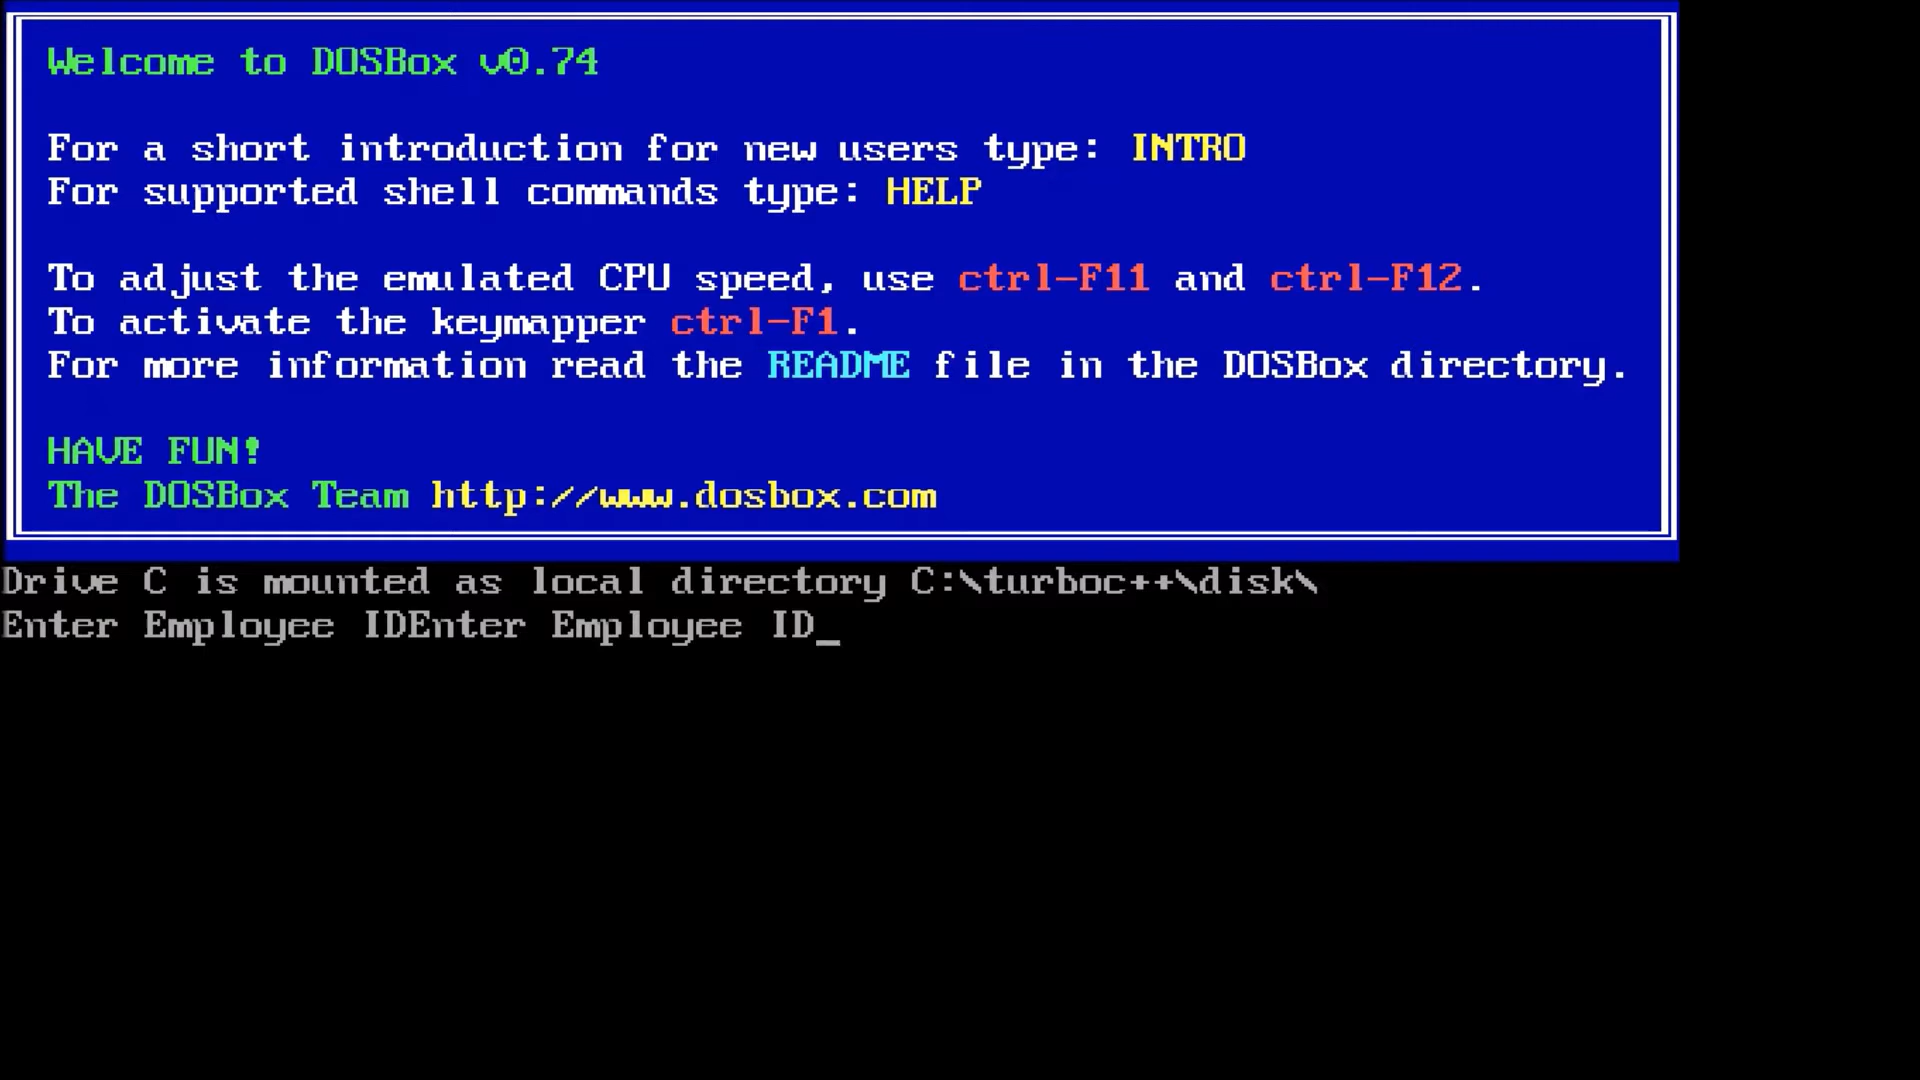 Welcome to DOSBox v0.74
For a short introduction for new users type: INTRO
For supported shell commands type: HELP
To adjust the emulated CPU speed, use ctrl-F11 and ctrl-F12.
To activate the keymapper ctrl-F1.
For more information read the README file in the DOSBox directory.
HAVE FUN!
The DOSBox Team http://www.dosbox.com
Drive C is mounted as local directory C:\turboc++\disk\
Enter Employee IDEnter Employee ID_